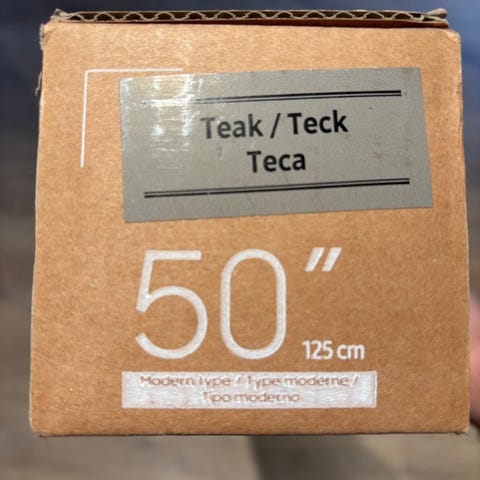 Teak / Teck
Teca
50"
125 cm
Modern type / Type moderne /
Tipo moderno